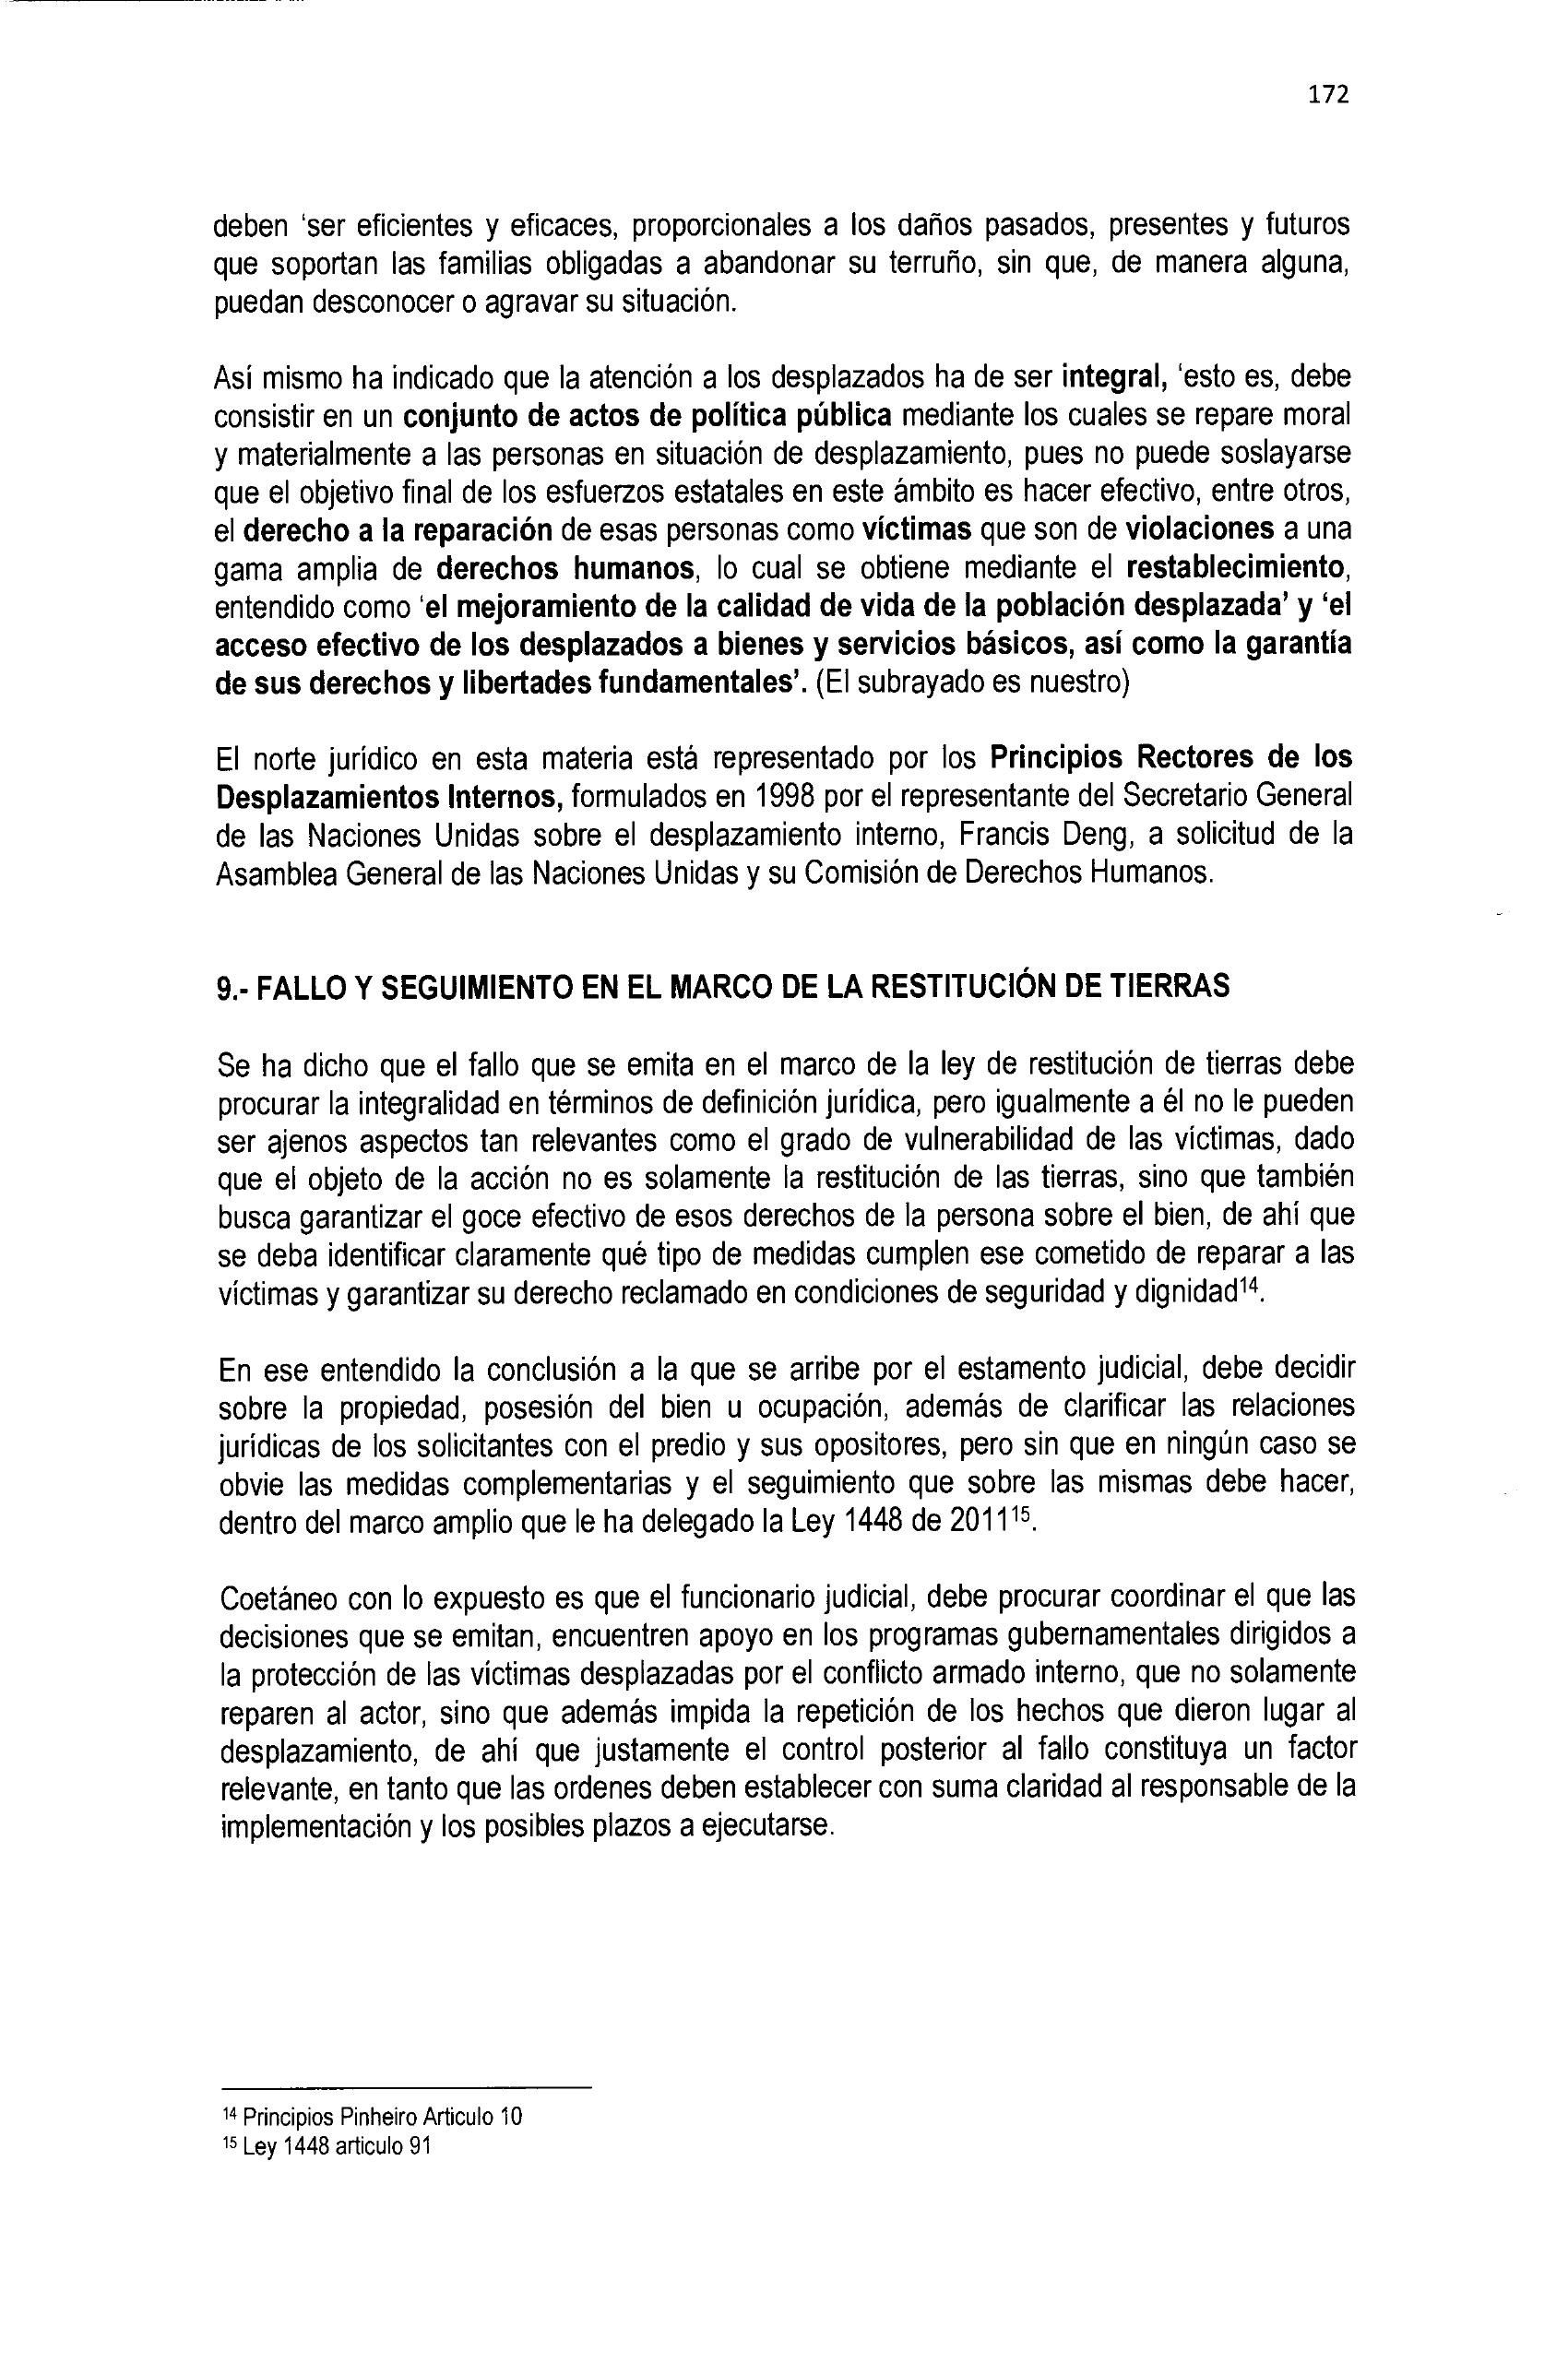 172
deben ‘ser eficientes y eficaces, proporcionales a los daños pasados, presentes y futuros
que soportan las familias obligadas a abandonar su terruño, sin que, de manera alguna,
puedan desconocer o agravar su situación.
Así mismo ha indicado que la atención a los desplazados ha de ser integral, ‘esto es, debe
consistir en un conjunto de actos de política pública mediante los cuales se repare moral
y materialmente a las personas en situación de desplazamiento, pues no puede soslayarse
que el objetivo final de los esfuerzos estatales en este ámbito es hacer efectivo, entre otros,
el derecho a la reparación de esas personas como víctimas que son de violaciones a una
gama amplia de derechos humanos, lo cual se obtiene mediante el restablecimiento,
entendido como ‘el mejoramiento de la calidad de vida de la población desplazada’ y ‘el
acceso efectivo de los desplazados a bienes y servicios básicos, así como la garantía
de sus derechos y libertades fundamentales’. (El subrayado es nuestro)
El norte jurídico en esta materia está representado por los Principios Rectores de los
Desplazamientos Internos, formulados en 1998 por el representante del Secretario General
de las Naciones Unidas sobre el desplazamiento interno, Francis Deng, a solicitud de la
Asamblea General de las Naciones Unidas y su Comisión de Derechos Humanos.
9.- FALLO Y SEGUIMIENTO EN EL MARCO DE LA RESTITUCIÓN DE TIERRAS
Se ha dicho que el fallo que se emita en el marco de la ley de restitución de tierras debe
procurar la integralidad en términos de definición jurídica, pero igualmente a él no le pueden
ser ajenos aspectos tan relevantes como el grado de vulnerabilidad de las víctimas, dado
que el objeto de la acción no es solamente la restitución de las tierras, sino que también
busca garantizar el goce efectivo de esos derechos de la persona sobre el bien, de ahí que
se deba identificar claramente qué tipo de medidas cumplen ese cometido de reparar a las
víctimas y garantizar su derecho reclamado en condiciones de seguridad y dignidad¹⁴.
En ese entendido la conclusión a la que se arribe por el estamento judicial, debe decidir
sobre la propiedad, posesión del bien u ocupación, además de clarificar las relaciones
jurídicas de los solicitantes con el predio y sus opositores, pero sin que en ningún caso se
obvie las medidas complementarias y el seguimiento que sobre las mismas debe hacer,
dentro del marco amplio que le ha delegado la Ley 1448 de 2011¹⁵.
Coetáneo con lo expuesto es que el funcionario judicial, debe procurar coordinar el que las
decisiones que se emitan, encuentren apoyo en los programas gubernamentales dirigidos a
la protección de las víctimas desplazadas por el conflicto armado interno, que no solamente
reparen al actor, sino que además impida la repetición de los hechos que dieron lugar al
desplazamiento, de ahí que justamente el control posterior al fallo constituya un factor
relevante, en tanto que las ordenes deben establecer con suma claridad al responsable de la
implementación y los posibles plazos a ejecutarse.
¹⁴ Principios Pinheiro Articulo 10
¹⁵ Ley 1448 articulo 91